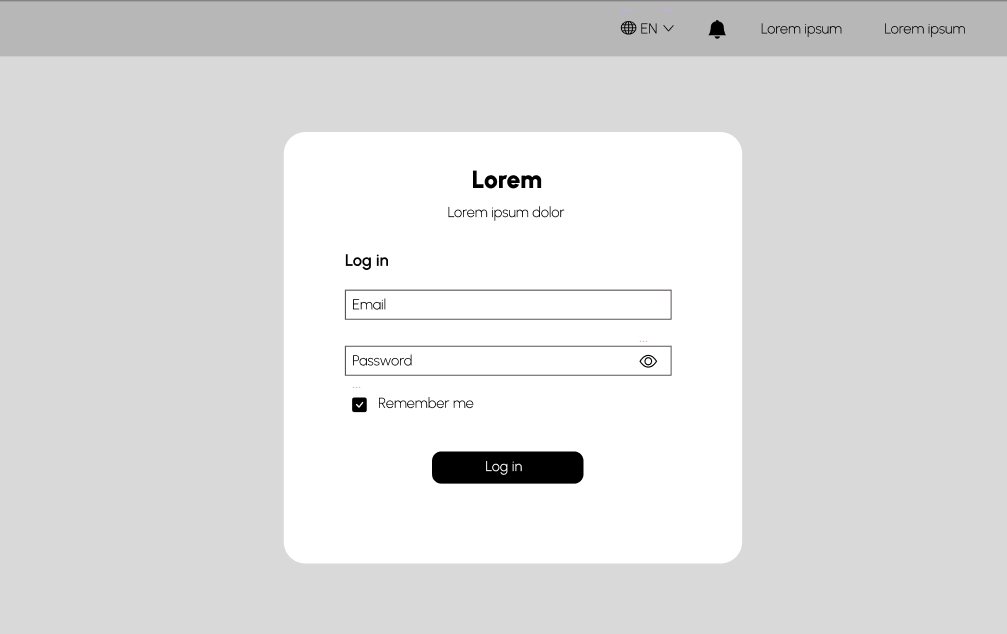 EN Lorem ipsum Lorem ipsum
Lorem
Lorem ipsum dolor
Log in
Email
...
Password
...
Remember me
Log in